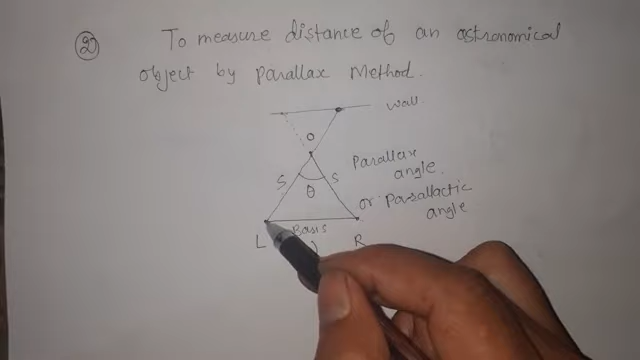 ② To measure distance of an astronomical
object by Parallax Method.
wall
O
Parallax
angle.
S θ S
or Parallactic
angle
Basis
L R